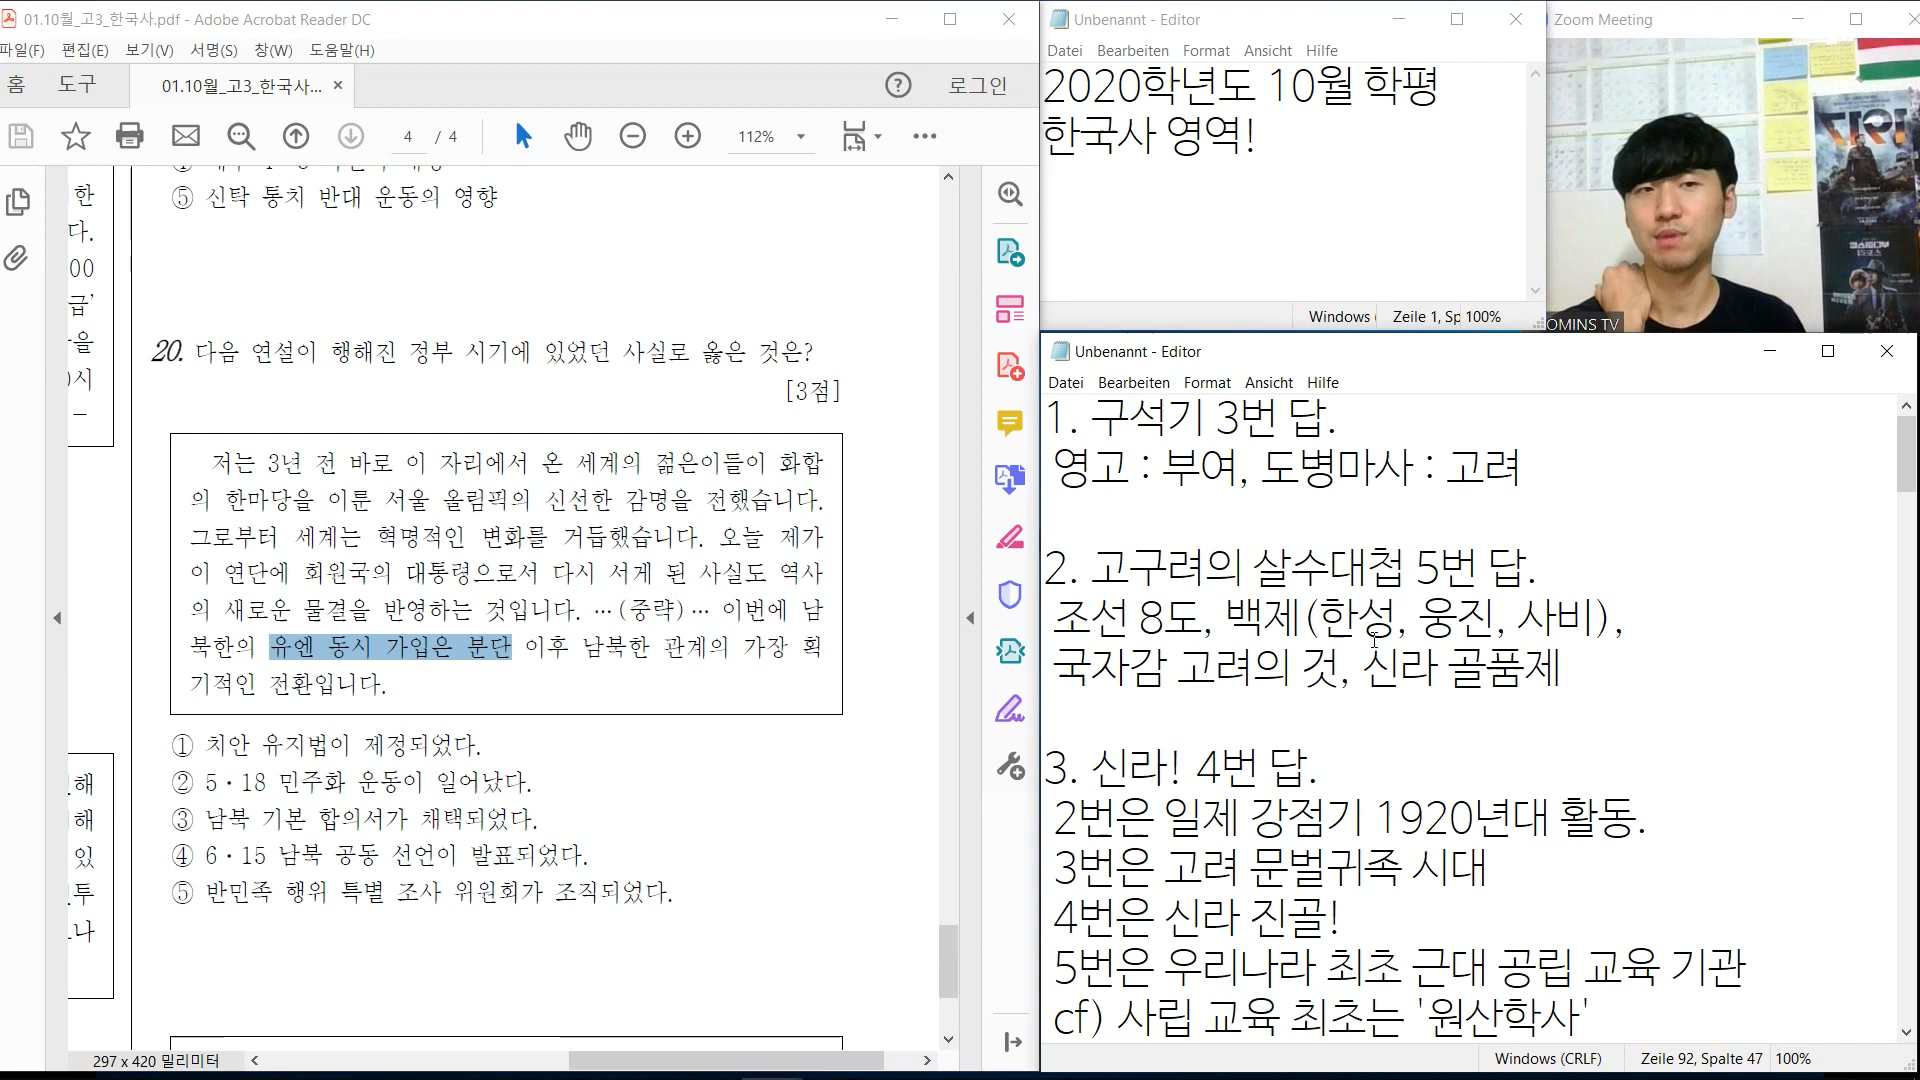 01.10월_고3_한국사.pdf - Adobe Acrobat Reader DC
파일(F) 편집(E) 보기(V) 서명(S) 창(W) 도움말(H)
홈 도구 01.10월_고3_한국사... × 로그인
4 / 4 112%
한
다.
00
급'
을
시
해
해
있
투
나
⑤ 신탁 통치 반대 운동의 영향
20. 다음 연설이 행해진 정부 시기에 있었던 사실로 옳은 것은?
[3점]
저는 3년 전 바로 이 자리에서 온 세계의 젊은이들이 화합
의 한마당을 이룬 서울 올림픽의 신선한 감명을 전했습니다.
그로부터 세계는 혁명적인 변화를 거듭했습니다. 오늘 제가
이 연단에 회원국의 대통령으로서 다시 서게 된 사실도 역사
의 새로운 물결을 반영하는 것입니다. …(중략)… 이번에 남
북한의 유엔 동시 가입은 분단 이후 남북한 관계의 가장 획
기적인 전환입니다.
① 치안 유지법이 제정되었다.
② 5·18 민주화 운동이 일어났다.
③ 남북 기본 합의서가 채택되었다.
④ 6·15 남북 공동 선언이 발표되었다.
⑤ 반민족 행위 특별 조사 위원회가 조직되었다.
297 x 420 밀리미터
Unbenannt - Editor
Datei Bearbeiten Format Ansicht Hilfe
2020학년도 10월 학평
한국사 영역!
Windows ( Zeile 1, Sp 100%
Zoom Meeting
OMINS TV
Unbenannt - Editor
Datei Bearbeiten Format Ansicht Hilfe
1. 구석기 3번 답.
영고 : 부여, 도병마사 : 고려
2. 고구려의 살수대첩 5번 답.
조선 8도, 백제(한성, 웅진, 사비),
국자감 고려의 것, 신라 골품제
3. 신라! 4번 답.
2번은 일제 강점기 1920년대 활동.
3번은 고려 문벌귀족 시대
4번은 신라 진골!
5번은 우리나라 최초 근대 공립 교육 기관
cf) 사립 교육 최초는 '원산학사'
Windows (CRLF) Zeile 92, Spalte 47 100%